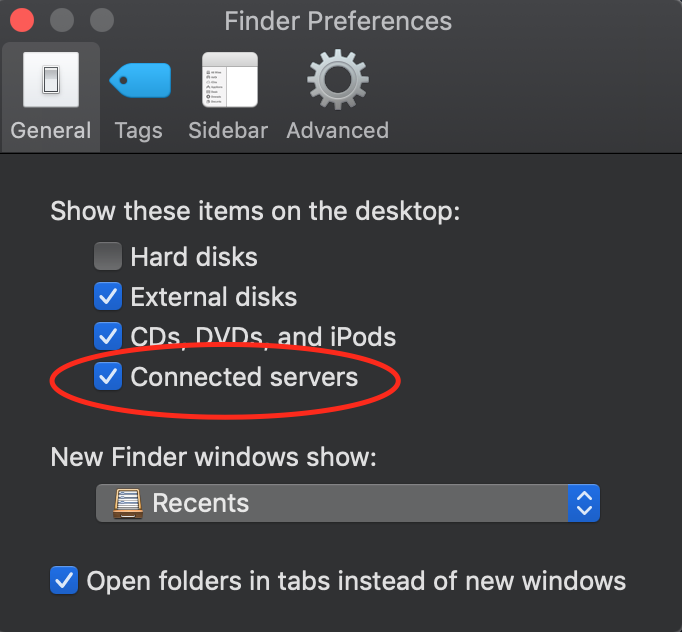 Finder Preferences
General Tags Sidebar Advanced
Show these items on the desktop:
Hard disks
External disks
CDs, DVDs, and iPods
Connected servers
New Finder windows show:
Recents
Open folders in tabs instead of new windows